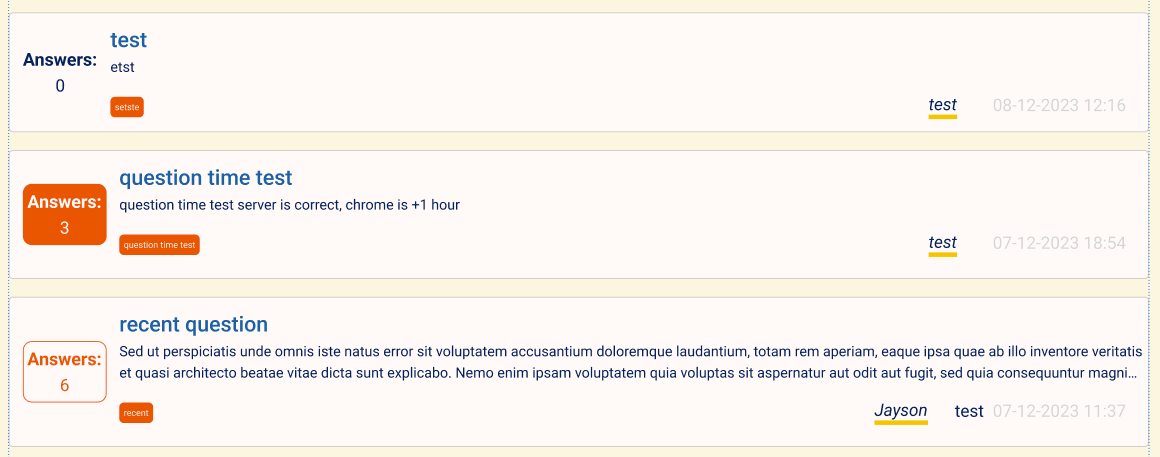 test
Answers:
etst
0
setste
test 08-12-2023 12:16
question time test
Answers:
question time test server is correct, chrome is +1 hour
3
question time test
test 07-12-2023 18:54
recent question
Sed ut perspiciatis unde omnis iste natus error sit voluptatem accusantium doloremque laudantium, totam rem aperiam, eaque ipsa quae ab illo inventore veritatis
Answers:
et quasi architecto beatae vitae dicta sunt explicabo. Nemo enim ipsam voluptatem quia voluptas sit aspernatur aut odit aut fugit, sed quia consequuntur magni...
6
recent
Jayson test 07-12-2023 11:37